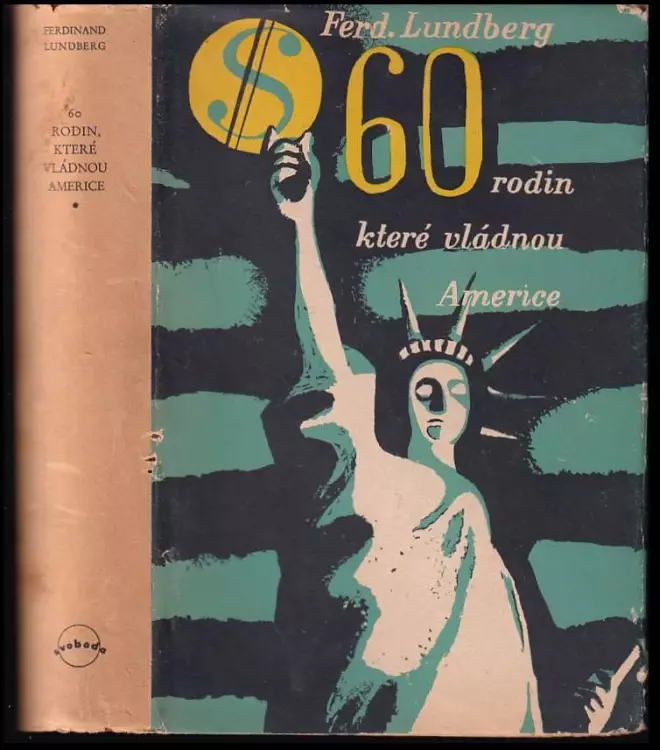 FERDINAND
LUNDBERG
60
RODIN,
KTERÉ
VLÁDNOU
AMERICE
svoboda
$
Ferd. Lundberg
60
rodin
které vládnou
Americe